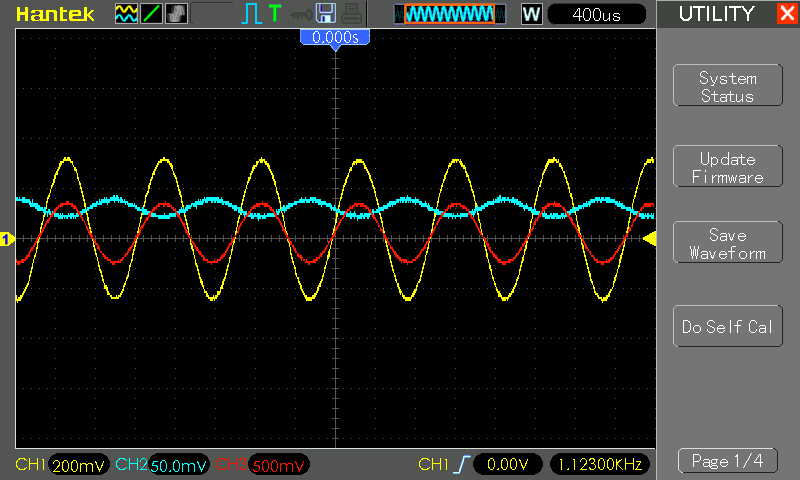 Hantek
T
W
400us
UTILITY
0.000s
System
Status
Update
Firmware
Save
Waveform
Do Self Cal
1
CH1 200mV CH2 50.0mV CH3 500mV CH1 0.00V 1.12300KHz
Page 1/4